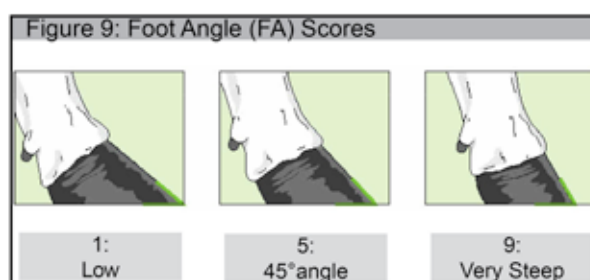 Figure 9: Foot Angle (FA) Scores
1:
Low
5:
45°angle
9:
Very Steep